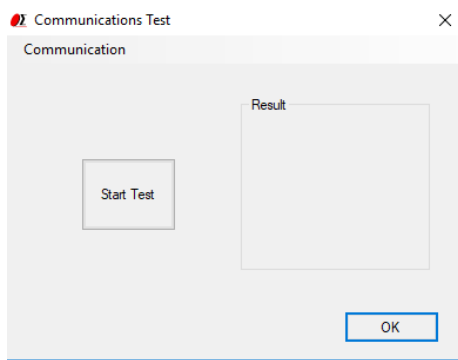 Communications Test
Communication
Result
Start Test
OK